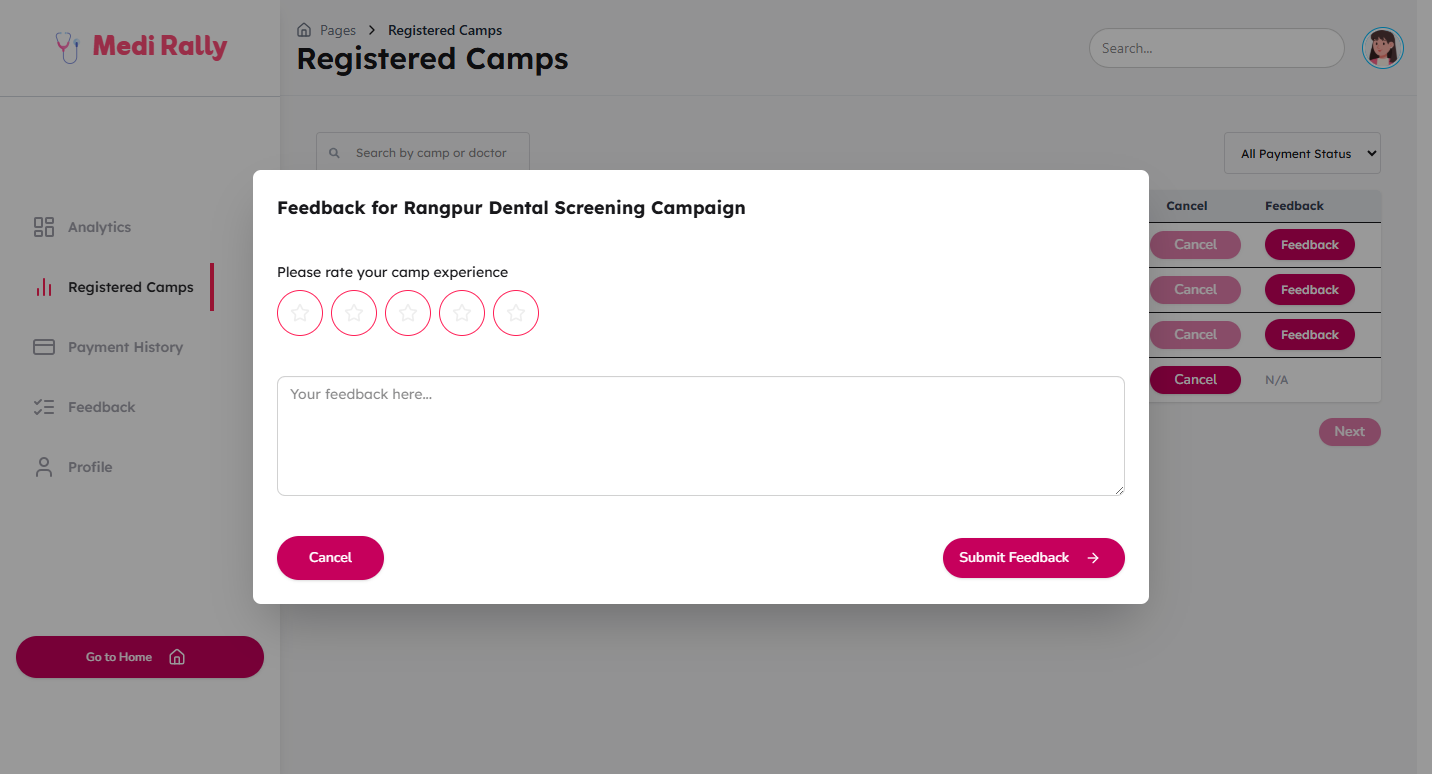 Medi Rally
Pages > Registered Camps
Registered Camps
Search...
Analytics
Registered Camps
Payment History
Feedback
Profile
Go to Home
Search by camp or doctor
All Payment Status
Cancel Feedback
Cancel Feedback
Cancel Feedback
Cancel Feedback
Cancel N/A
Next
Feedback for Rangpur Dental Screening Campaign
Please rate your camp experience
Your feedback here...
Cancel
Submit Feedback